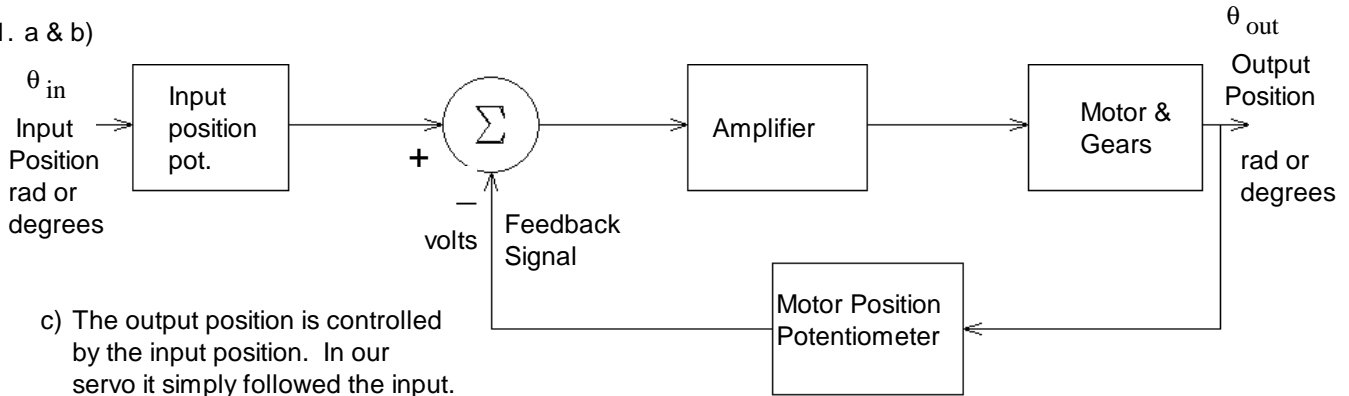 . a & b)
θ in
Input
Position
rad or
degrees
Input
position
pot.
+
Σ
−
volts
Feedback
Signal
Amplifier
Motor &
Gears
θ out
Output
Position
rad or
degrees
Motor Position
Potentiometer
c) The output position is controlled
by the input position. In our
servo it simply followed the input.